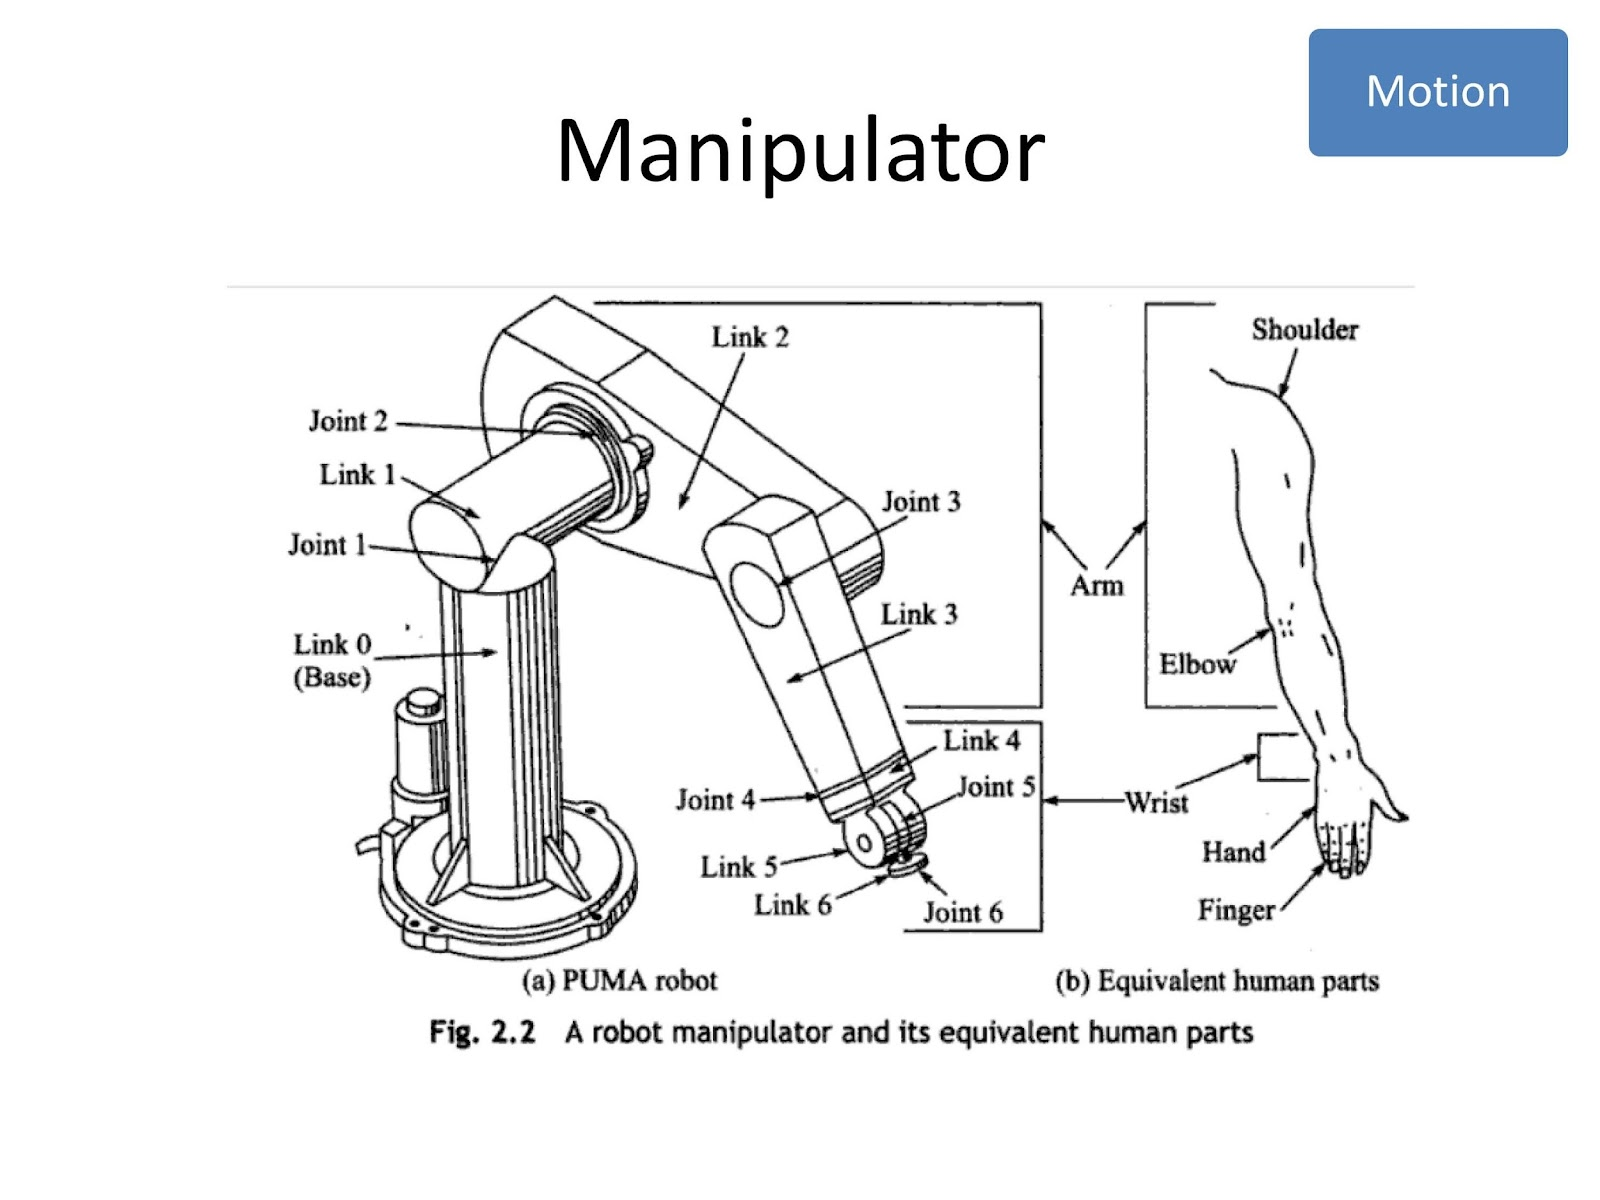 Motion
Manipulator
Link 2
Shoulder
Joint 2
Link 1
Joint 3
Joint 1
Arm
Link 3
Link 0
(Base)
Elbow
Link 4
Joint 5
Joint 4
Wrist
Hand
Link 5
Link 6
Joint 6
Finger
(a) PUMA robot
(b) Equivalent human parts
Fig. 2.2 A robot manipulator and its equivalent human parts